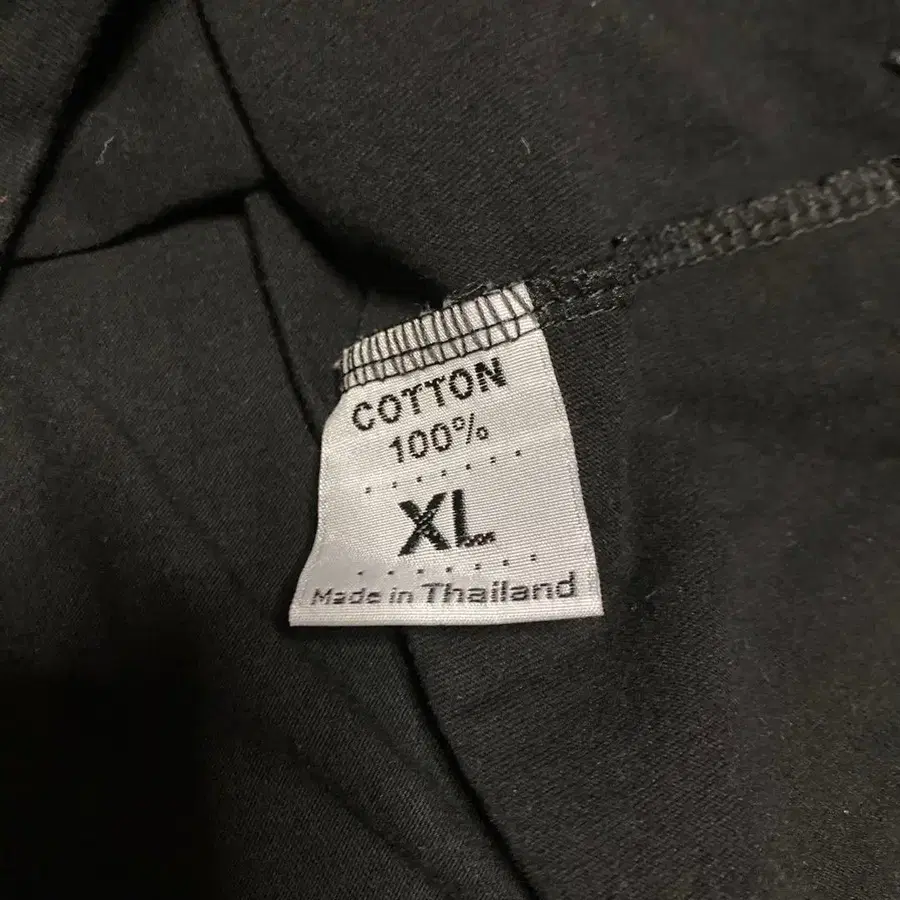 COTTON
100%
XL
Made in Thailand